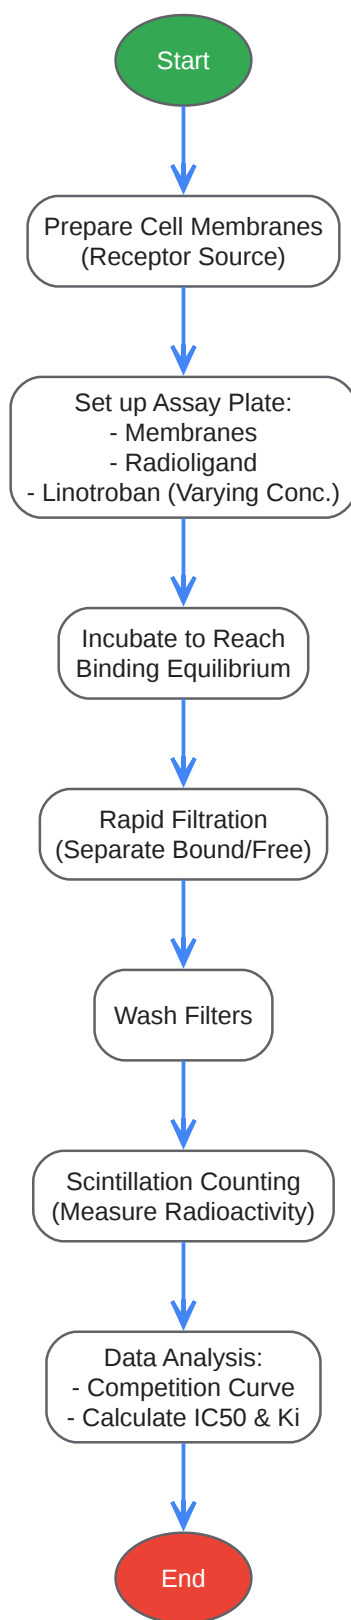 Start
Prepare Cell Membranes
(Receptor Source)
Set up Assay Plate:
- Membranes
- Radioligand
- Linotroban (Varying Conc.)
Incubate to Reach
Binding Equilibrium
Rapid Filtration
(Separate Bound/Free)
Wash Filters
Scintillation Counting
(Measure Radioactivity)
Data Analysis:
- Competition Curve
- Calculate IC50 & Ki
End